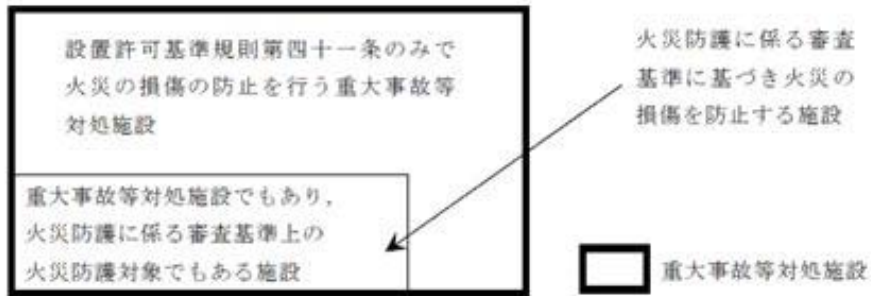 設置許可基準規則第四十一条のみで
火災の損傷の防止を行う重大事故等
対処施設
重大事故等対処施設でもあり,
火災防護に係る審査基準上の
火災防護対象でもある施設
火災防護に係る審査
基準に基づき火災の
損傷を防止する施設
重大事故等対処施設